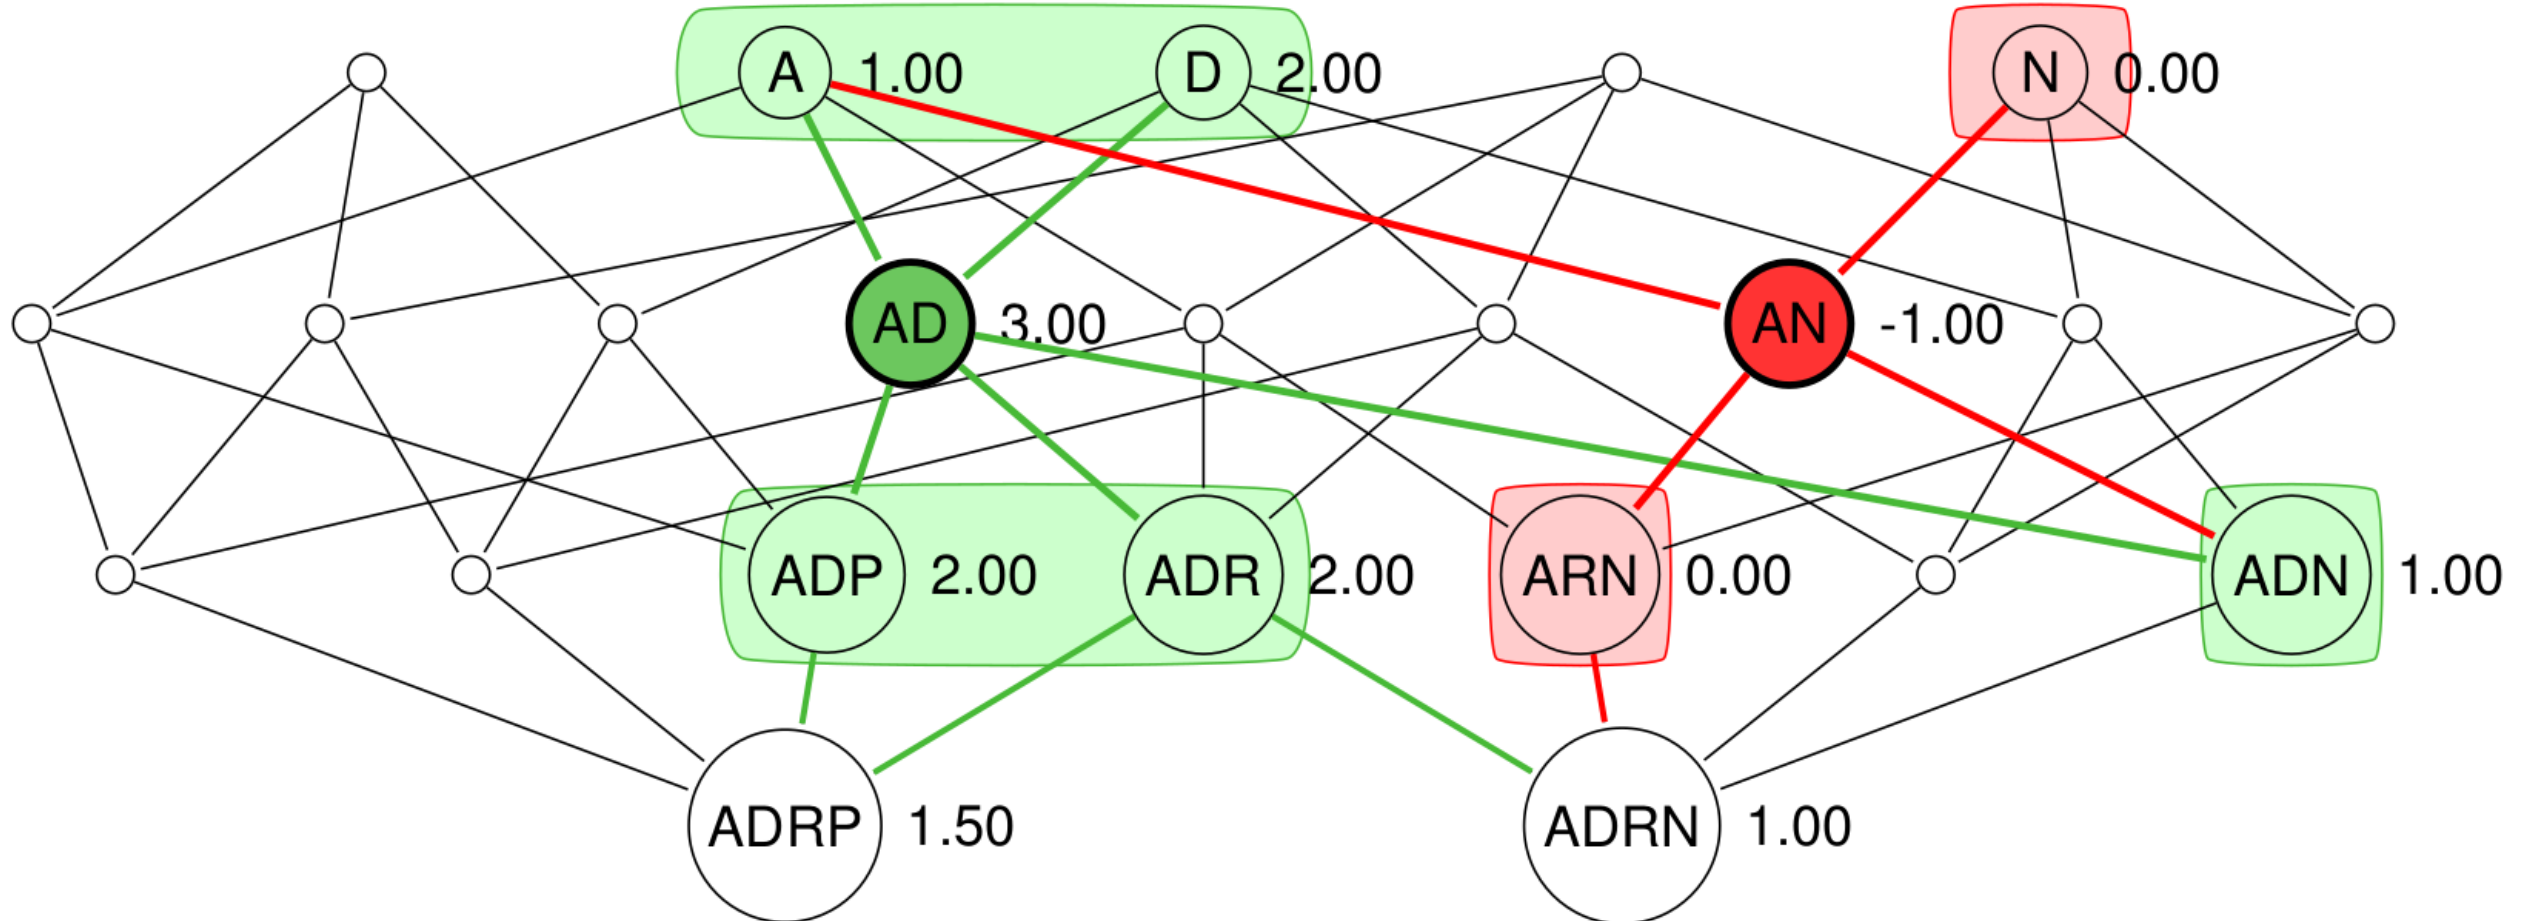 A 1.00 D 2.00 N 0.00
AD 3.00 AN -1.00
ADP 2.00 ADR 2.00 ARN 0.00 ADN 1.00
ADRP 1.50 ADRN 1.00